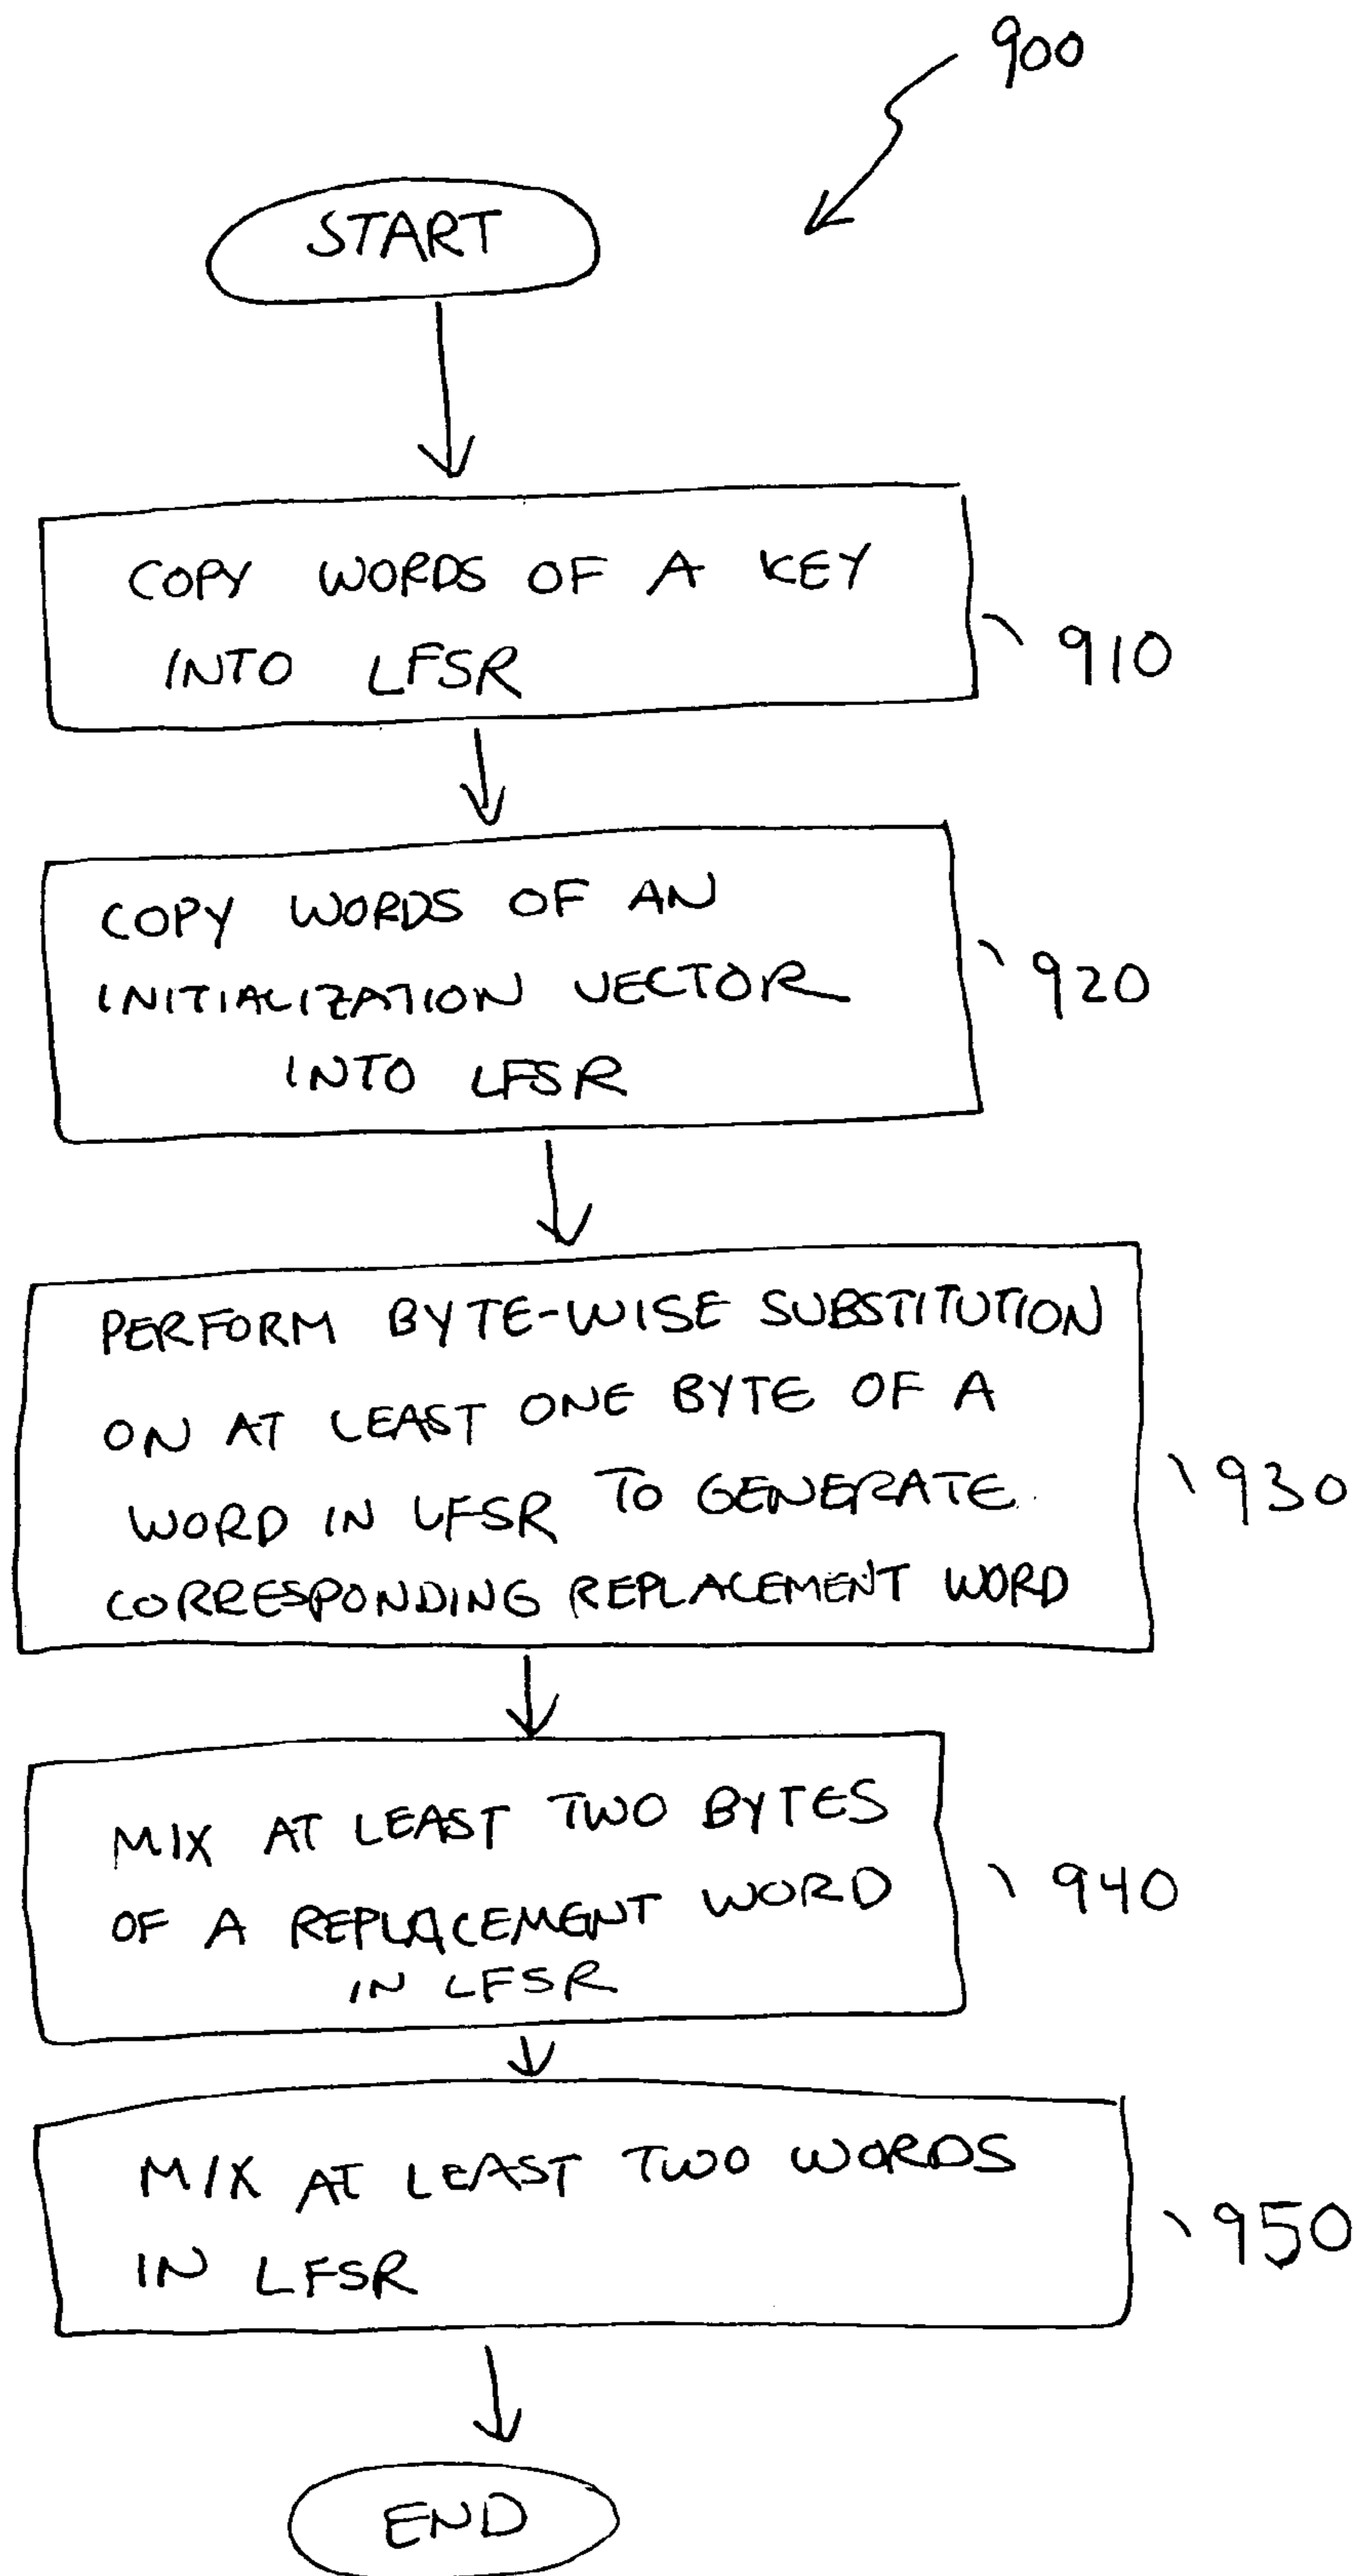 900
START
COPY WORDS OF A KEY
INTO LFSR
910
COPY WORDS OF AN
INITIALIZATION VECTOR
INTO LFSR
920
PERFORM BYTE-WISE SUBSTITUTION
ON AT LEAST ONE BYTE OF A
WORD IN LFSR TO GENERATE
CORRESPONDING REPLACEMENT WORD
930
MIX AT LEAST TWO BYTES
OF A REPLACEMENT WORD
IN LFSR
940
MIX AT LEAST TWO WORDS
IN LFSR
950
END